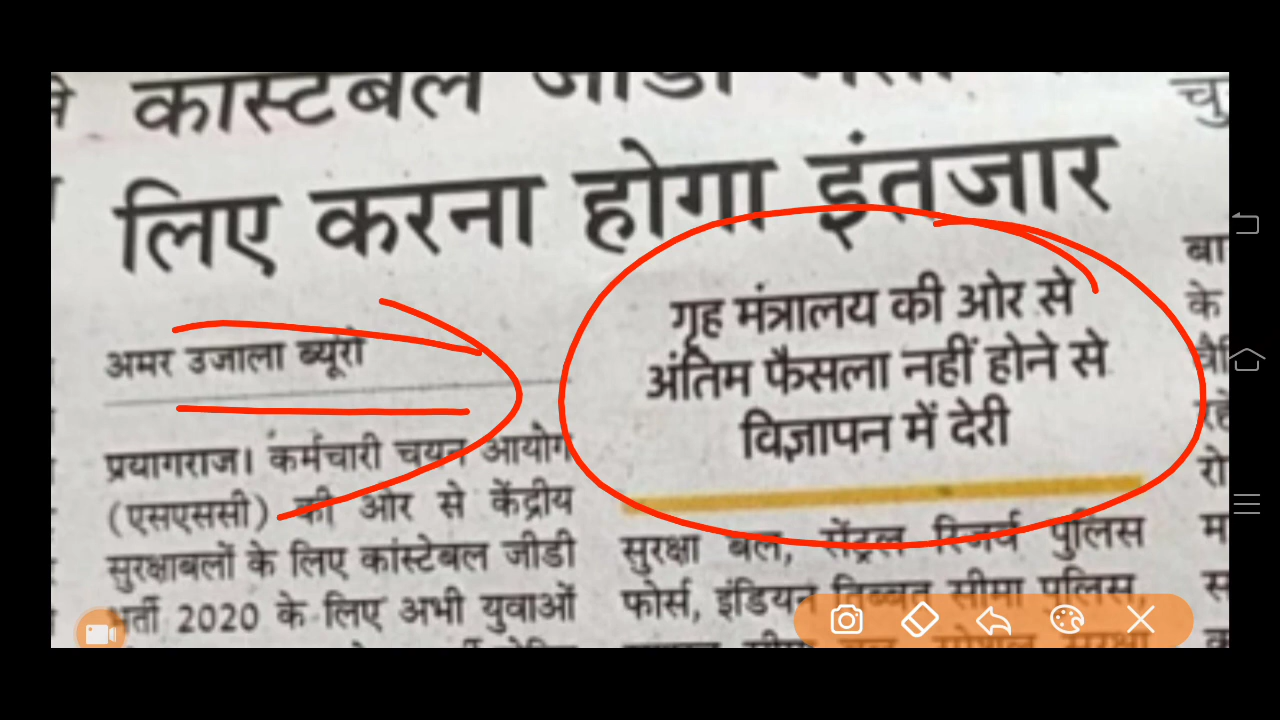 कांस्टेबल जीडी
लिए करना होगा इंतजार
अमर उजाला ब्यूरो
प्रयागराज। कर्मचारी चयन आयोग
(एसएससी) की ओर से केंद्रीय
सुरक्षाबलों के लिए कांस्टेबल जीडी
भर्ती 2020 के लिए अभी युवाओं
गृह मंत्रालय की ओर से
अंतिम फैसला नहीं होने से
विज्ञापन में देरी
सुरक्षा बल, सेंट्रल रिजर्व पुलिस
फोर्स, इंडियन तिब्बत सीमा पुलिस,